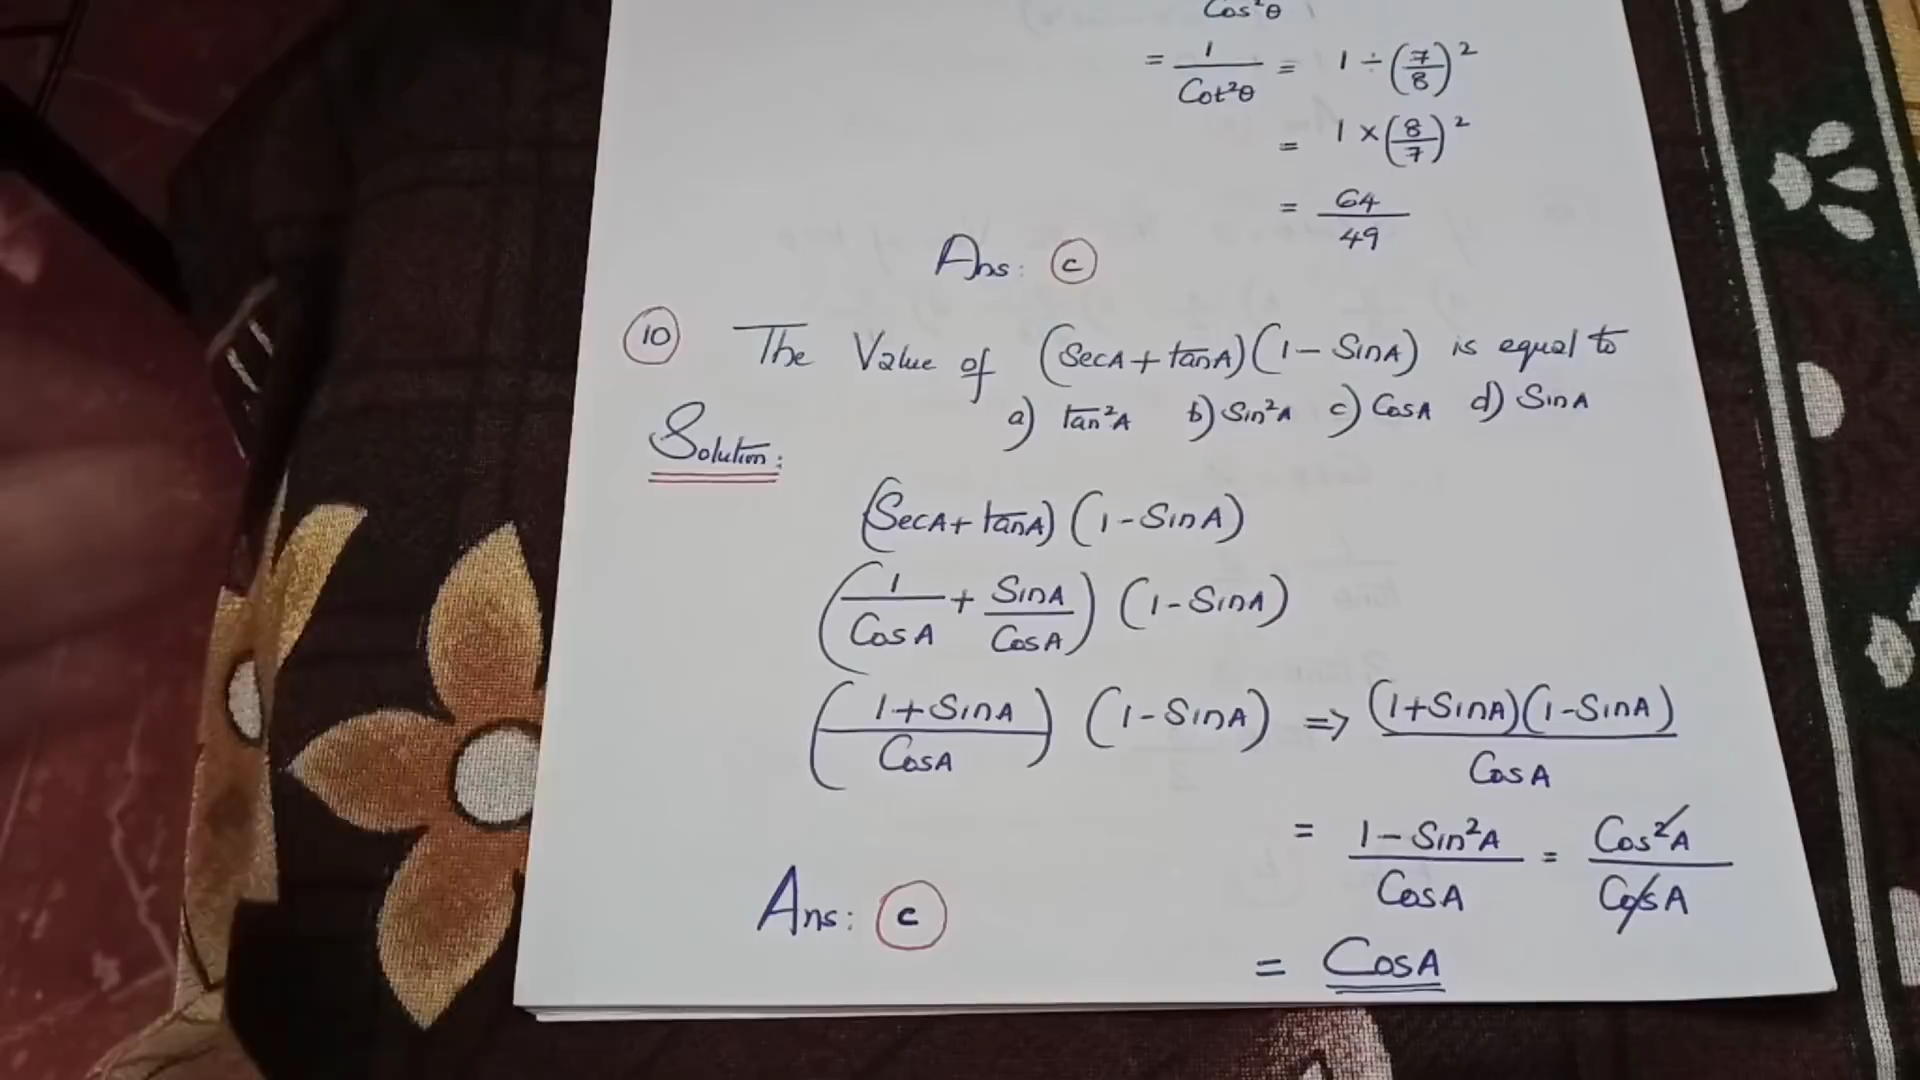 Cos²θ
= 1/Cot²θ = 1 ÷ (7/8)²
= 1 × (8/7)²
= 64/49
Ans: c
10 The Value of (SecA + tanA)(1 - SinA) is equal to
a) tan²A b) Sin²A c) CosA d) SinA
Solution:
(SecA + tanA) (1 - SinA)
(1/CosA + SinA/CosA) (1 - SinA)
(1 + SinA/CosA) (1 - SinA) => (1 + SinA)(1 - SinA)/CosA
= 1 - Sin²A/CosA = Cos²A/CosA
Ans: c
= CosA